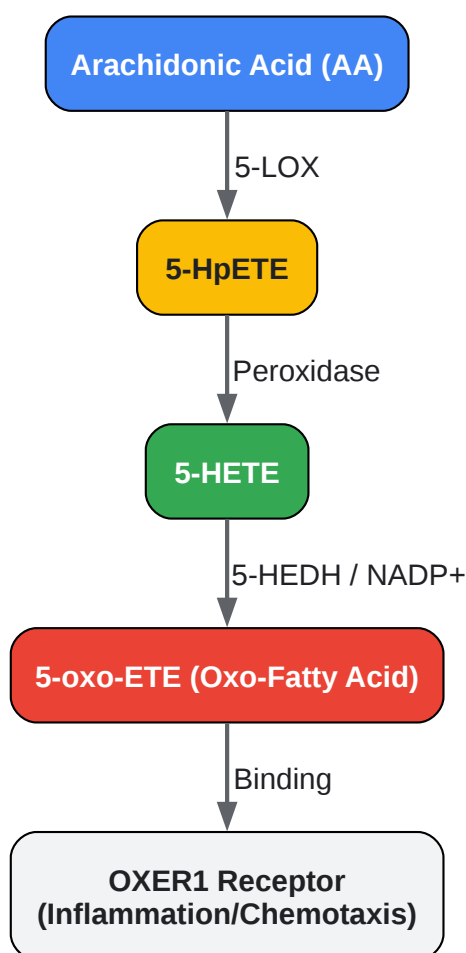 Arachidonic Acid (AA)
5-LOX
5-HpETE
Peroxidase
5-HETE
5-HEDH / NADP+
5-oxo-ETE (Oxo-Fatty Acid)
Binding
OXER1 Receptor
(Inflammation/Chemotaxis)